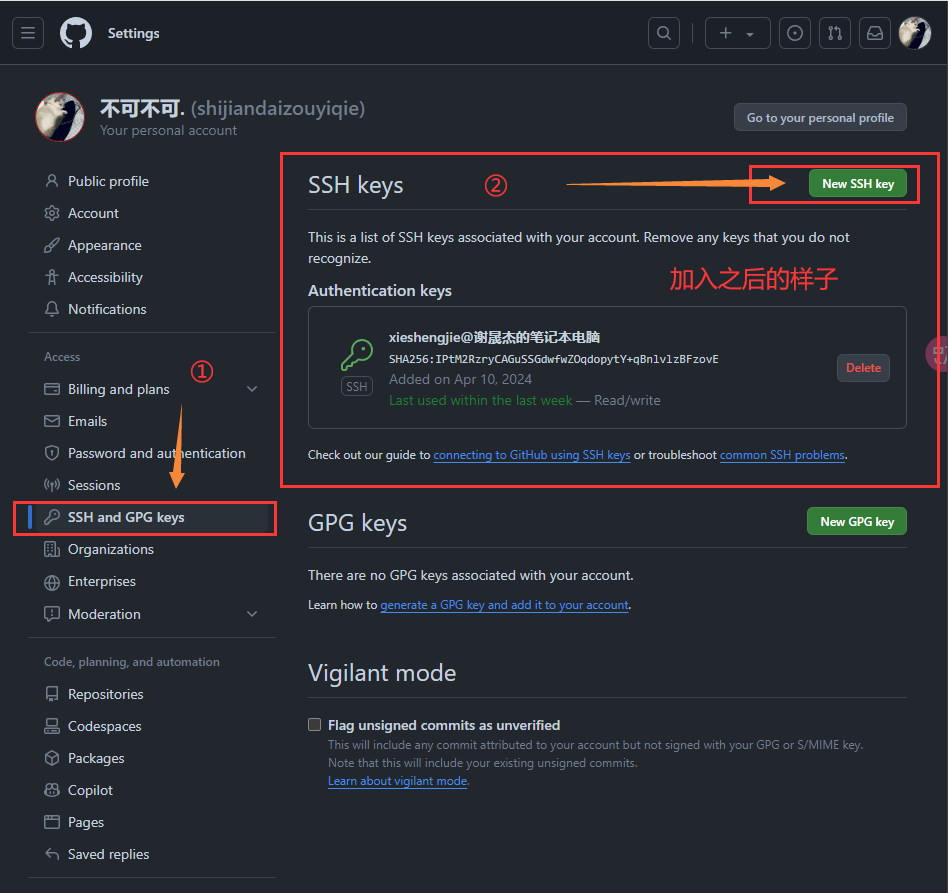 Settings
不可不可. (shijiandaizouyiqie)
Your personal account
Go to your personal profile
Public profile
Account
Appearance
Accessibility
Notifications
Access
①
Billing and plans
Emails
Password and authentication
Sessions
SSH and GPG keys
Organizations
Enterprises
Moderation
Code, planning, and automation
Repositories
Codespaces
Packages
Copilot
Pages
Saved replies
SSH keys
②
New SSH key
This is a list of SSH keys associated with your account. Remove any keys that you do not
recognize.
加入之后的样子
Authentication keys
xieshengjie@谢晟杰的笔记本电脑
SHA256:IPtM2RzryCAGuSSGdwfwZOqdopytY+qBnlvlzBFzovE
Added on Apr 10, 2024
Last used within the last week — Read/write
SSH
Delete
Check out our guide to connecting to GitHub using SSH keys or troubleshoot common SSH problems.
GPG keys
New GPG key
There are no GPG keys associated with your account.
Learn how to generate a GPG key and add it to your account.
Vigilant mode
Flag unsigned commits as unverified
This will include any commit attributed to your account but not signed with your GPG or S/MIME key.
Note that this will include your existing unsigned commits.
Learn about vigilant mode.